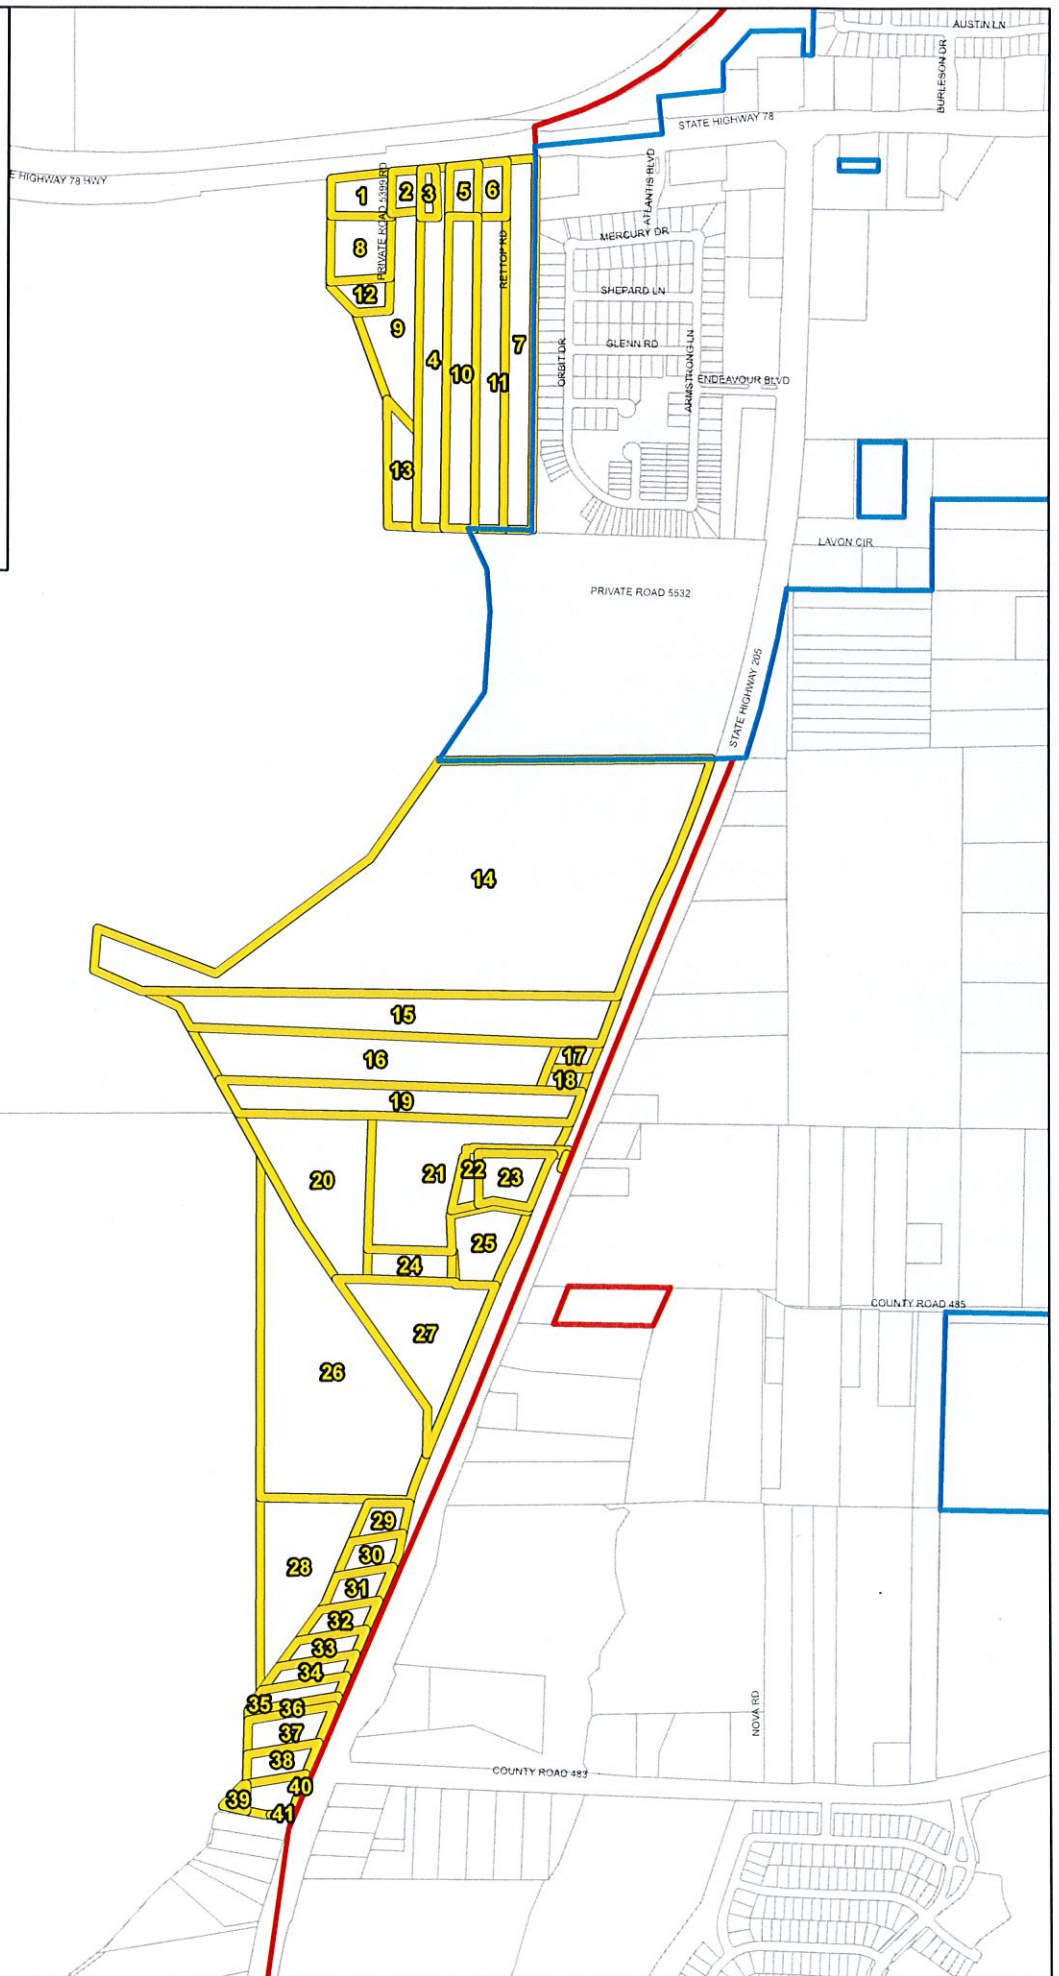 AUSTIN LN
BURLESON DR
STATE HIGHWAY 78
E HIGHWAY 78 HWY
PRIVATE ROAD 5399 RD
ATLANTIS BLVD
1
2
3
5
6
MERCURY DR
8
RETTOP RD
SHEPARD LN
12
9
4
10
11
7
ORBIT DR
GLENN RD
ARMSTRONG LN
ENDEAVOUR BLVD
13
LAVON CIR
PRIVATE ROAD 5532
STATE HIGHWAY 205
14
15
16
17
18
19
20
21
22
23
24
25
COUNTY ROAD 485
27
26
29
28
30
31
32
33
34
35
36
37
NOVA RD
38
COUNTY ROAD 483
39
40
41